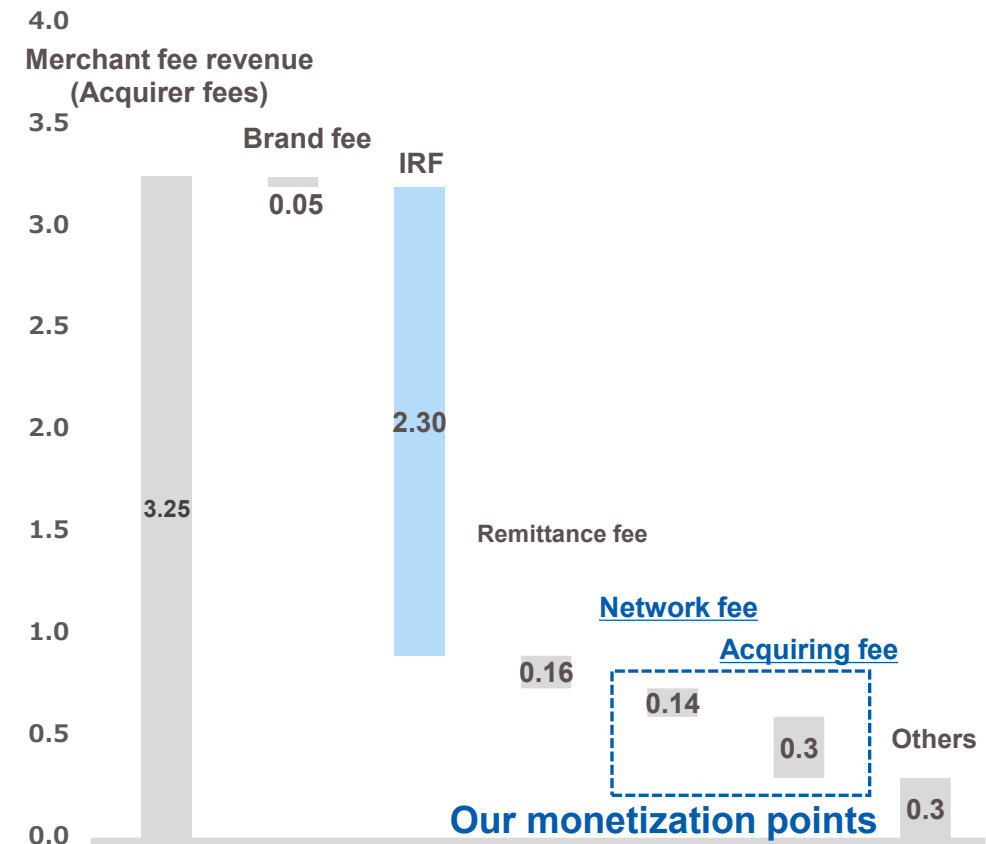 4.0
Merchant fee revenue
(Acquirer fees)
3.5
Brand fee
IRF
0.05
3.0
2.5
2.30
2.0
3.25
1.5
Remittance fee
Network fee
1.0
Acquiring fee
0.16
0.14
0.5
0.3
Others
Our monetization points
0.3
0.0